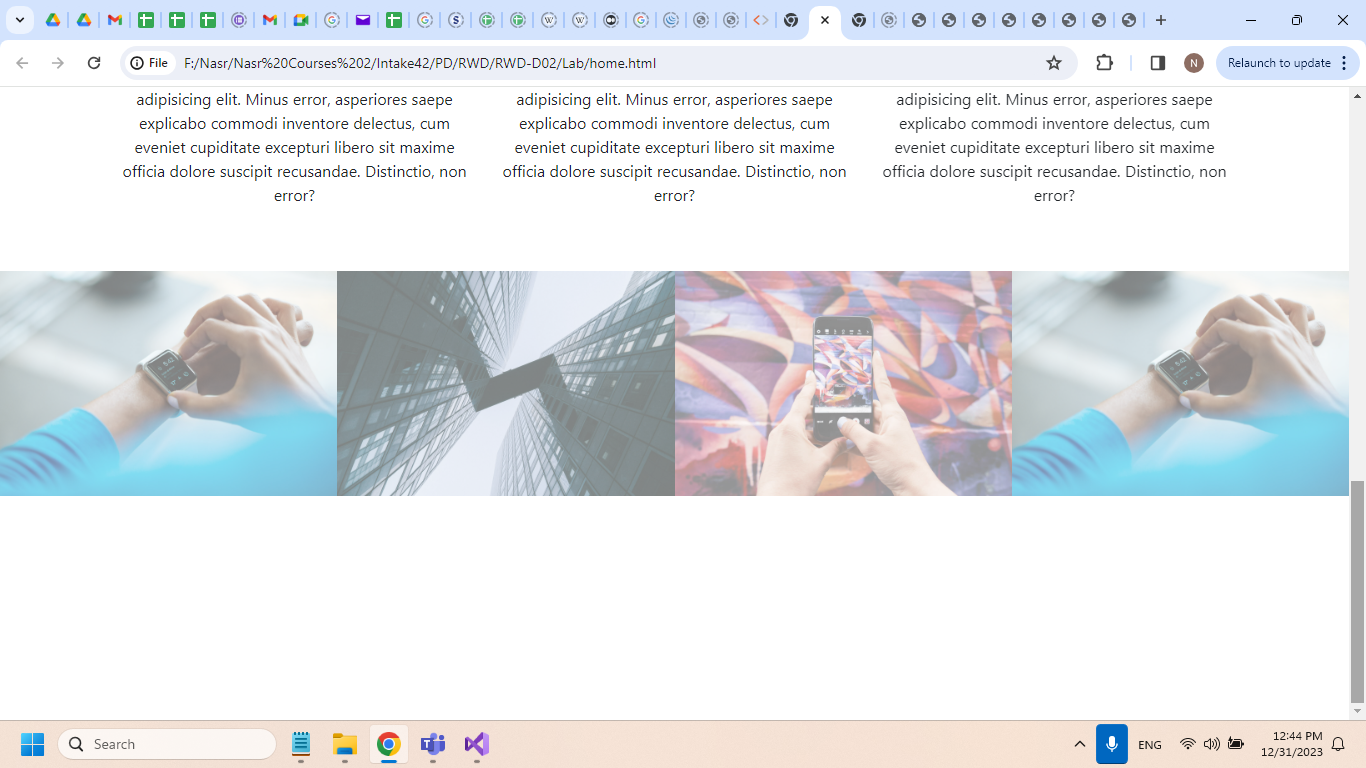 File
F:/Nasr/Nasr%20Courses%202/Intake42/PD/RWD/RWD-D02/Lab/home.html
N
Relaunch to update
adipisicing elit. Minus error, asperiores saepe
explicabo commodi inventore delectus, cum
eveniet cupiditate excepturi libero sit maxime
officia dolore suscipit recusandae. Distinctio, non
error?
adipisicing elit. Minus error, asperiores saepe
explicabo commodi inventore delectus, cum
eveniet cupiditate excepturi libero sit maxime
officia dolore suscipit recusandae. Distinctio, non
error?
adipisicing elit. Minus error, asperiores saepe
explicabo commodi inventore delectus, cum
eveniet cupiditate excepturi libero sit maxime
officia dolore suscipit recusandae. Distinctio, non
error?
Search
ENG
12:44 PM
12/31/2023